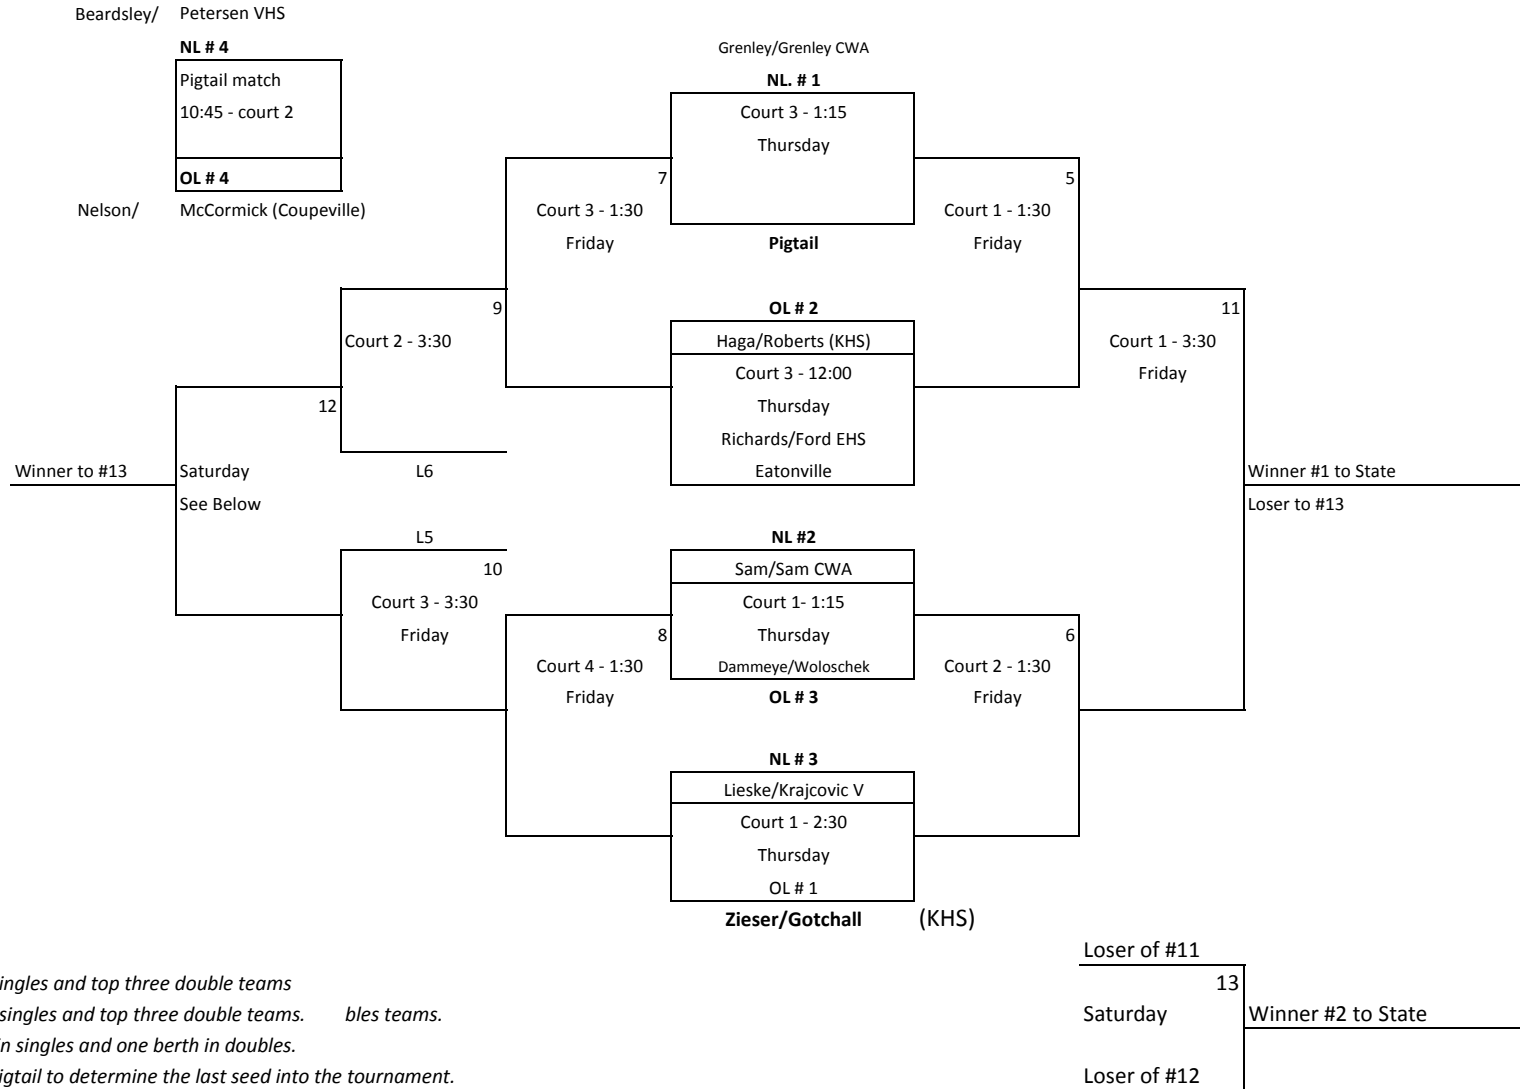 Beardsley/ Petersen VHS
NL # 4
Pigtail match
10:45 - court 2
OL # 4
Nelson/ McCormick (Coupeville)
Grenley/Grenley CWA
NL. # 1
Court 3 - 1:15
Thursday
Pigtail
7
Court 3 - 1:30
Friday
5
Court 1 - 1:30
Friday
OL # 2
Haga/Roberts (KHS)
Court 3 - 12:00
Thursday
Richards/Ford EHS
Eatonville
9
Court 2 - 3:30
11
Court 1 - 3:30
Friday
12
Winner to #13
Saturday
See Below
L6
L5
Winner #1 to State
Loser to #13
NL #2
Sam/Sam CWA
Court 1- 1:15
Thursday
Dammeye/Woloschek
OL # 3
10
Court 3 - 3:30
Friday
8
Court 4 - 1:30
Friday
6
Court 2 - 1:30
Friday
NL # 3
Lieske/Krajcovic V
Court 1 - 2:30
Thursday
OL # 1
Zieser/Gotchall (KHS)
Loser of #11
13
Saturday
Winner #2 to State
Loser of #12
ingles and top three double teams
singles and top three double teams. bles teams.
n singles and one berth in doubles.
igtail to determine the last seed into the tournament.